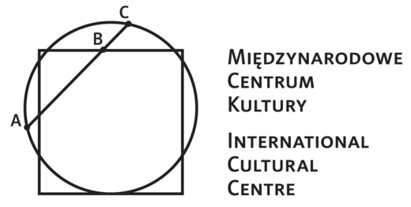 C
B
A
MIĘDZYNARODOWE
CENTRUM
KULTURY
INTERNATIONAL
CULTURAL
CENTRE